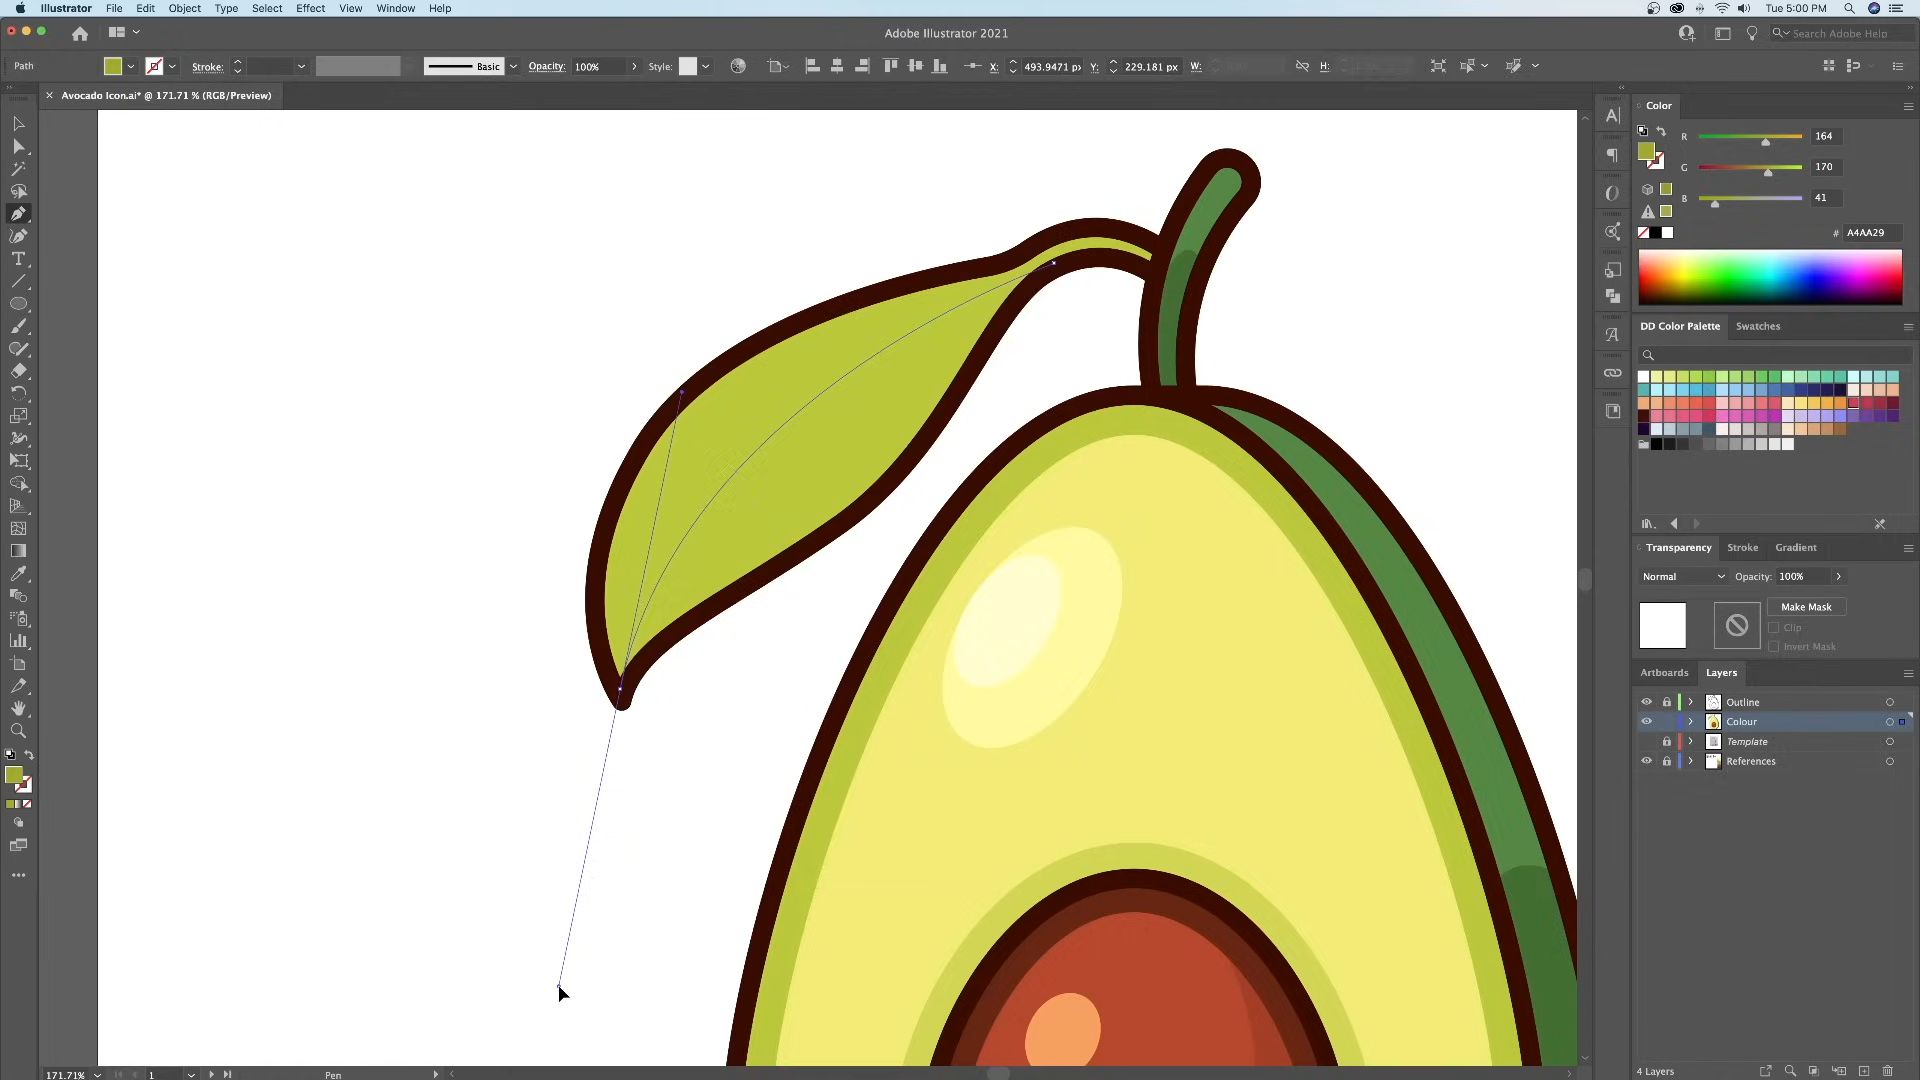 Illustrator File Edit Object Type Select Effect View Window Help
Tue 5:00 PM
Adobe Illustrator 2021
Search Adobe Help
Path
Stroke:
Basic
Opacity: 100%
Style:
X: 493.9471 px
Y: 229.181 px
W:
H:
Avocado Icon.ai* @ 171.71 % (RGB/Preview)
Color
R 164
G 170
B 41
# A4AA29
DD Color Palette Swatches
Transparency Stroke Gradient
Normal Opacity: 100%
Make Mask
Clip
Invert Mask
Artboards Layers
Outline
Colour
Template
References
4 Layers
171.71% 1 Pen